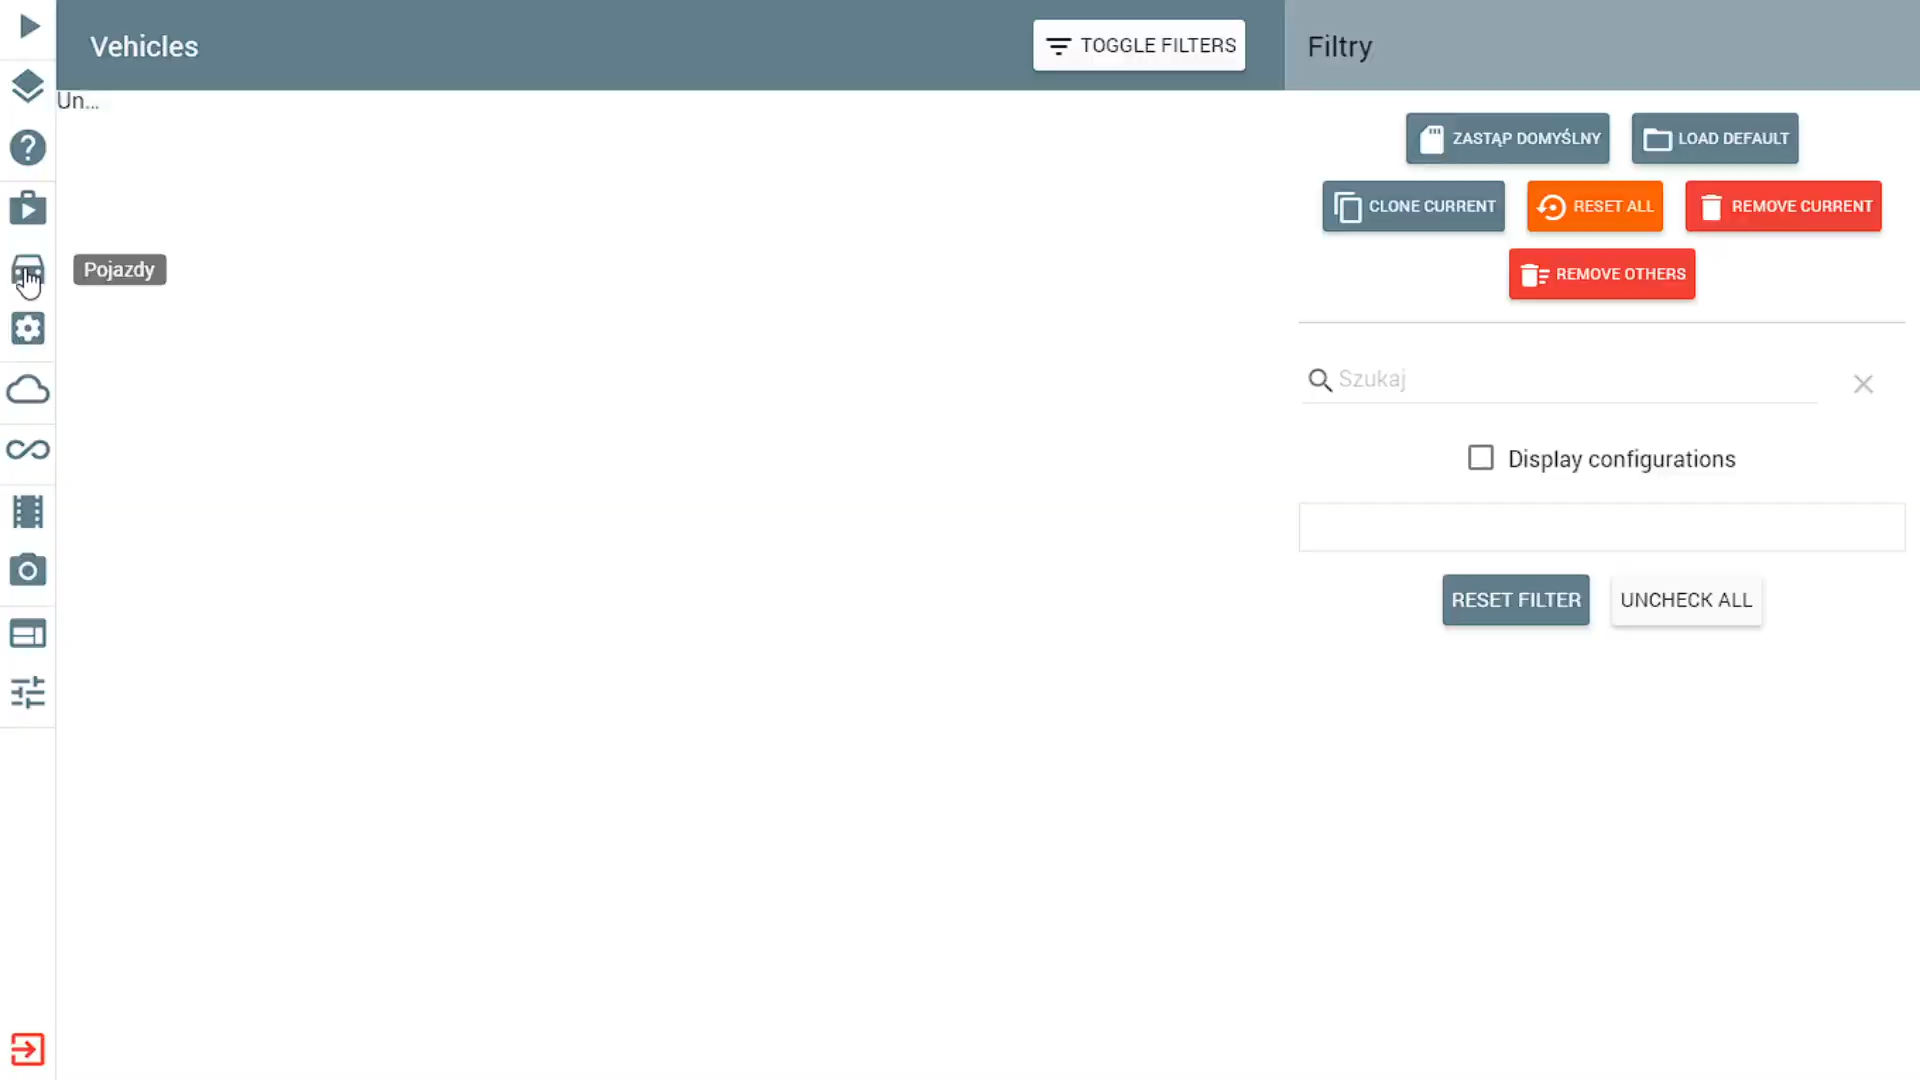 Vehicles
TOGGLE FILTERS
Filtry
Un...
ZASTĄP DOMYŚLNY
LOAD DEFAULT
CLONE CURRENT
RESET ALL
REMOVE CURRENT
Pojazdy
REMOVE OTHERS
Szukaj
Display configurations
RESET FILTER
UNCHECK ALL